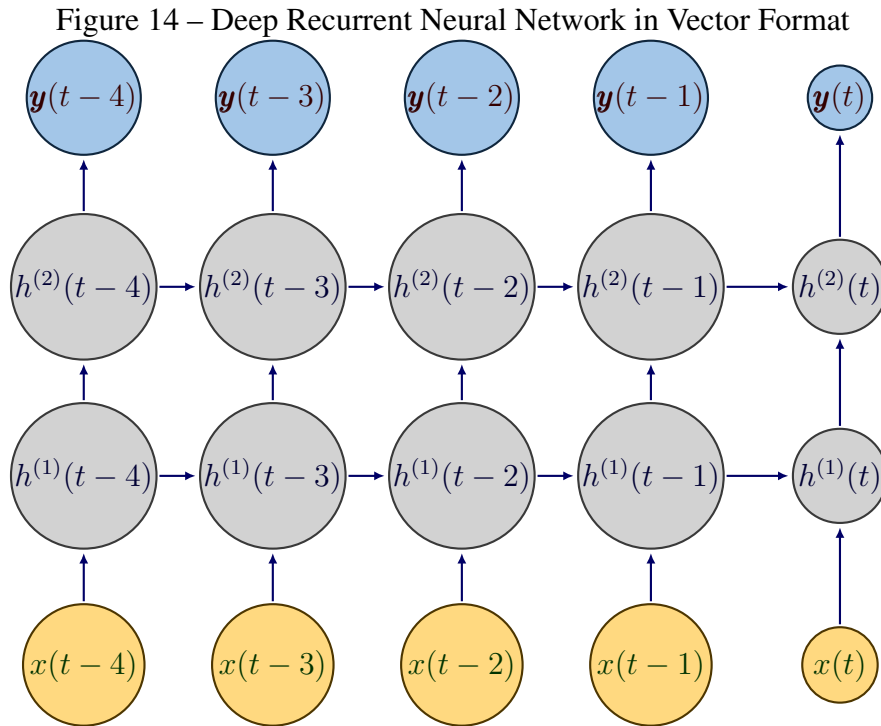 Figure 14 – Deep Recurrent Neural Network in Vector Format
y(t − 4) y(t − 3) y(t − 2) y(t − 1) y(t)
h⁽²⁾(t − 4) h⁽²⁾(t − 3) h⁽²⁾(t − 2) h⁽²⁾(t − 1) h⁽²⁾(t)
h⁽¹⁾(t − 4) h⁽¹⁾(t − 3) h⁽¹⁾(t − 2) h⁽¹⁾(t − 1) h⁽¹⁾(t)
x(t − 4) x(t − 3) x(t − 2) x(t − 1) x(t)